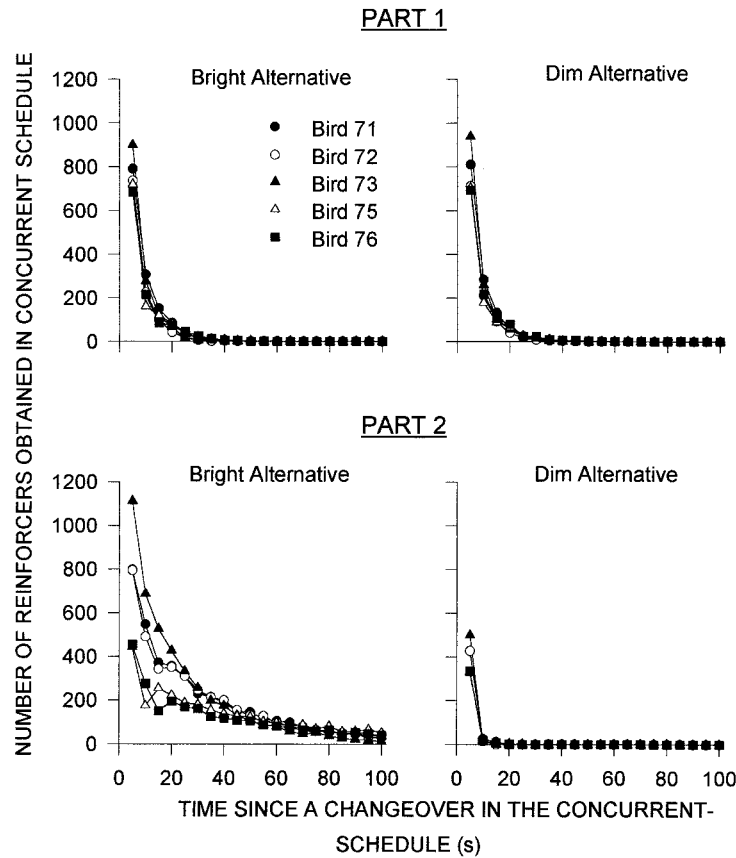 PART 1
NUMBER OF REINFORCERS OBTAINED IN CONCURRENT SCHEDULE
Bright Alternative
1200
1000
800
600
400
200
0
Bird 71
Bird 72
Bird 73
Bird 75
Bird 76
Dim Alternative
PART 2
Bright Alternative
1200
1000
800
600
400
200
0
0 20 40 60 80 100
Dim Alternative
0 20 40 60 80 100
TIME SINCE A CHANGEOVER IN THE CONCURRENT-
SCHEDULE (s)